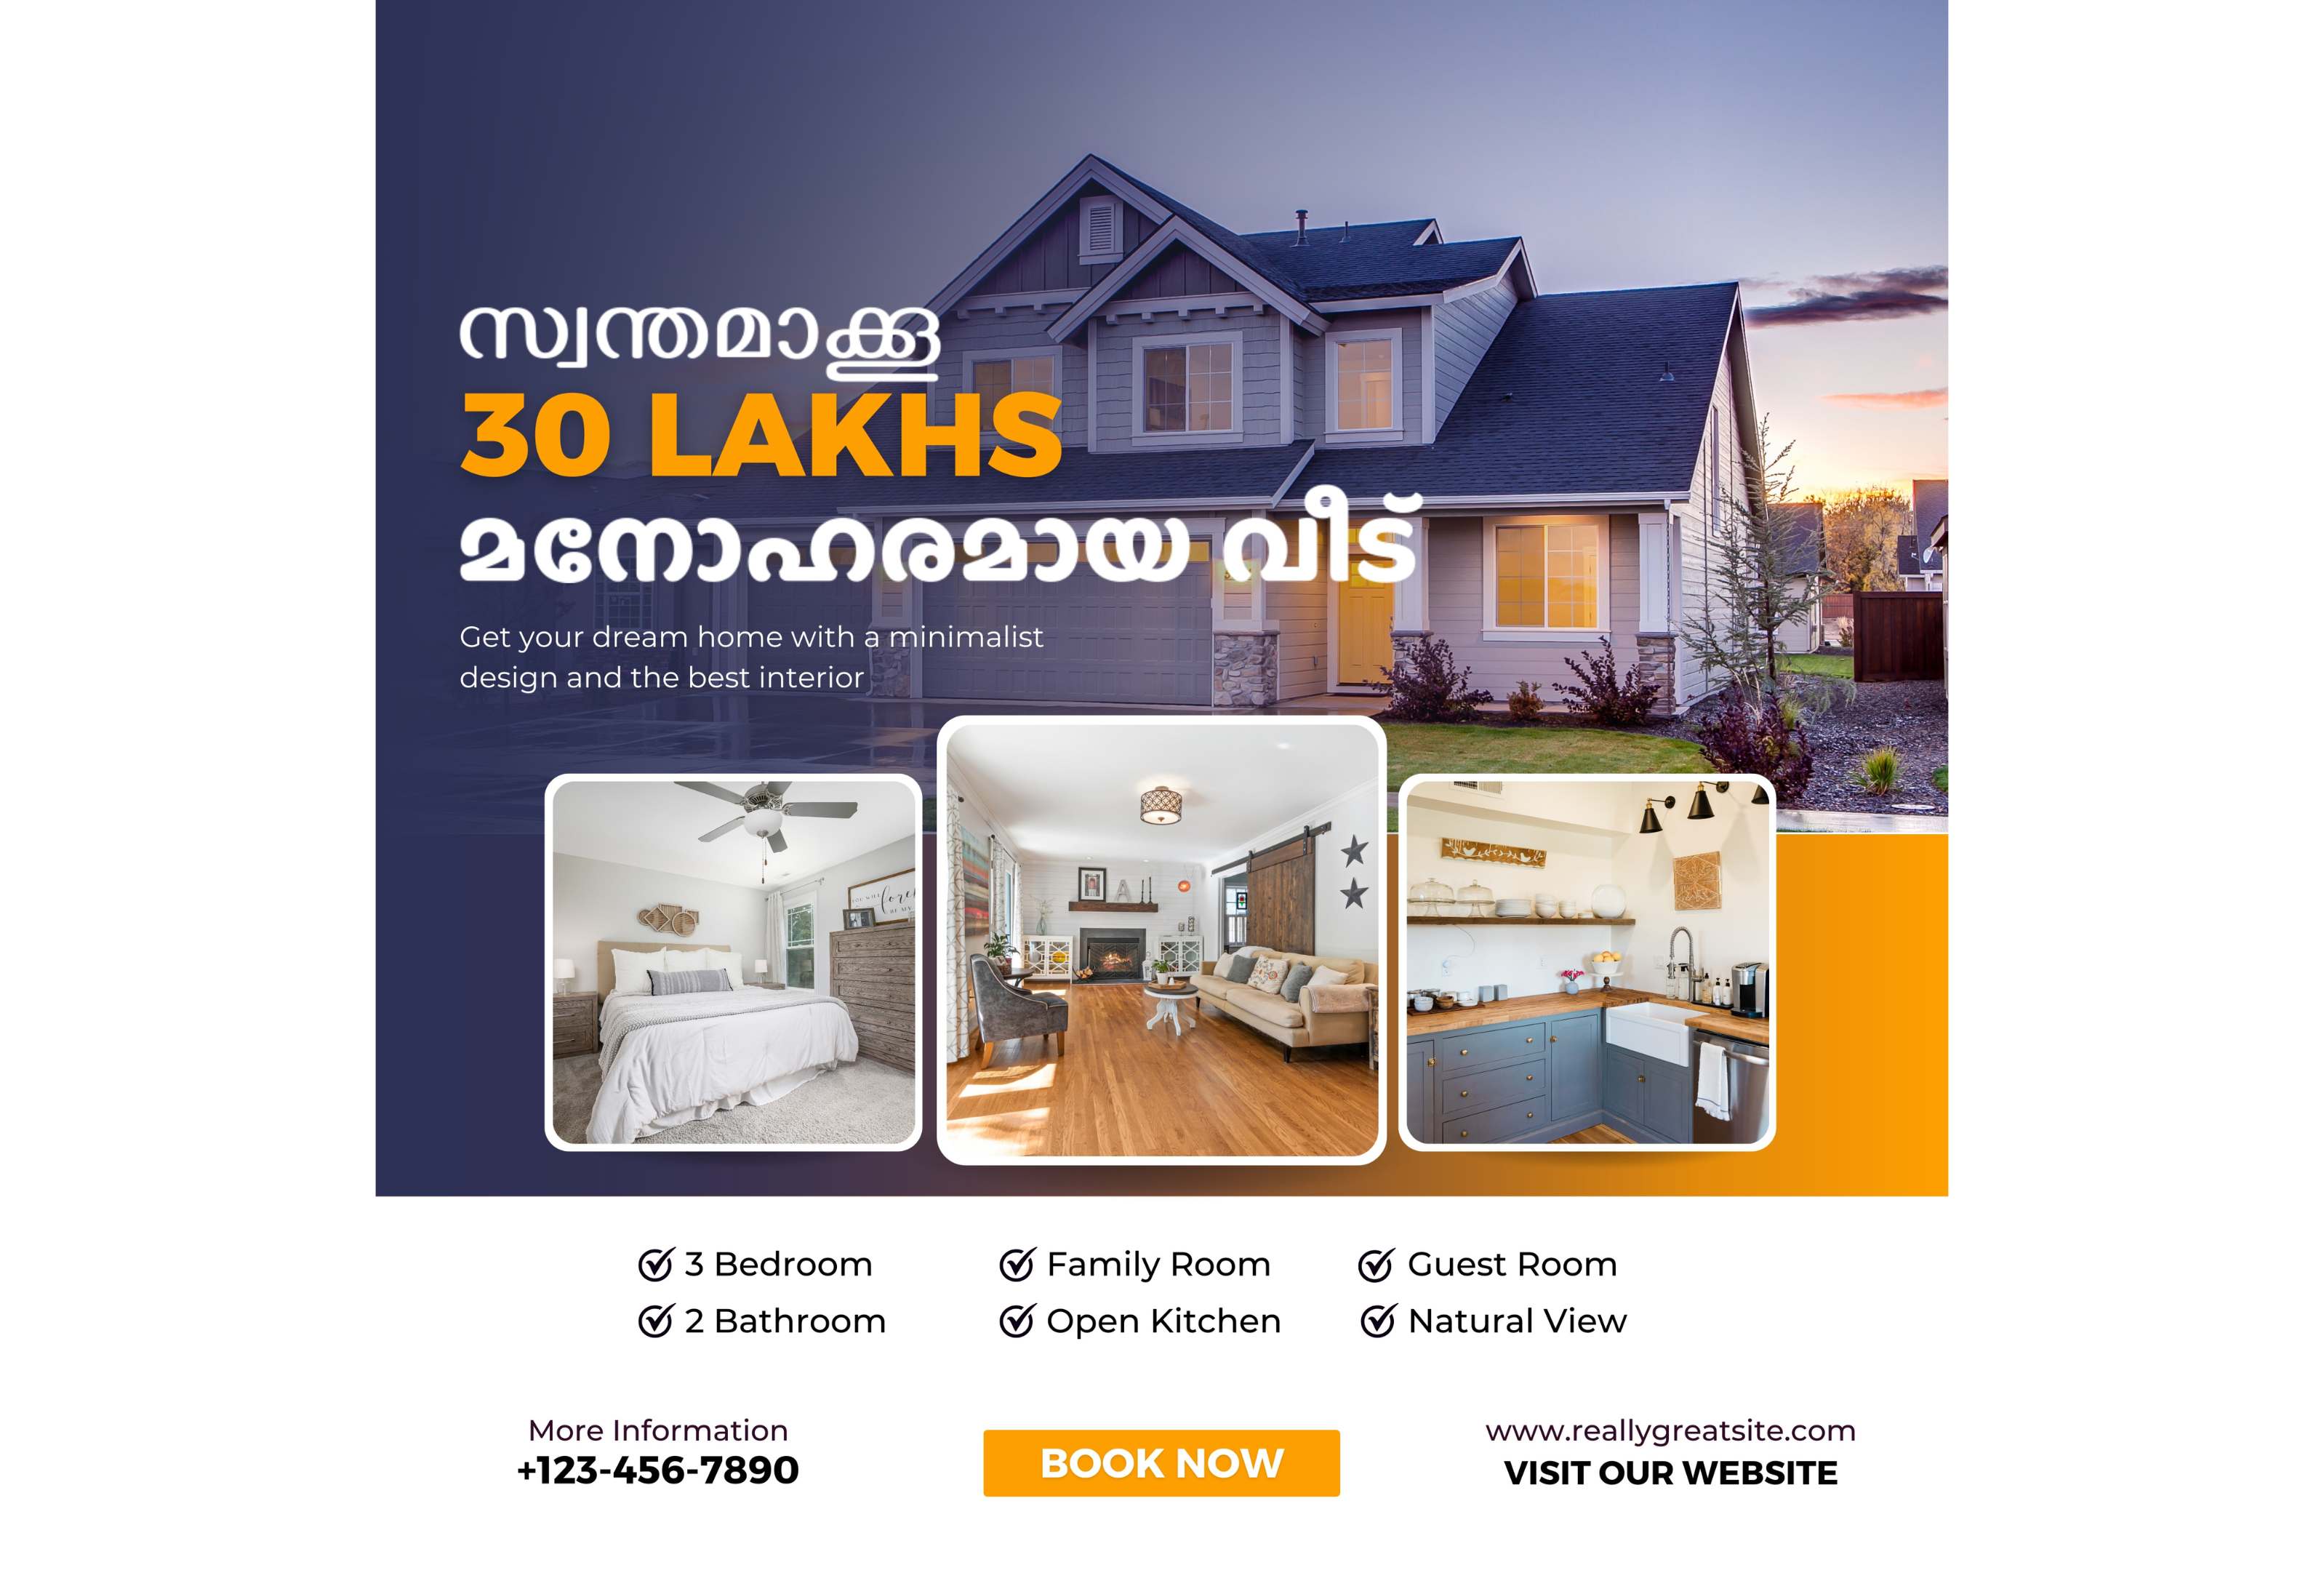 സ്വന്തമാക്കൂ
30 LAKHS
മനോഹരമായ വീട്
Get your dream home with a minimalist
design and the best interior
3 Bedroom
Family Room
Guest Room
2 Bathroom
Open Kitchen
Natural View
More Information
+123-456-7890
BOOK NOW
www.reallygreatsite.com
VISIT OUR WEBSITE